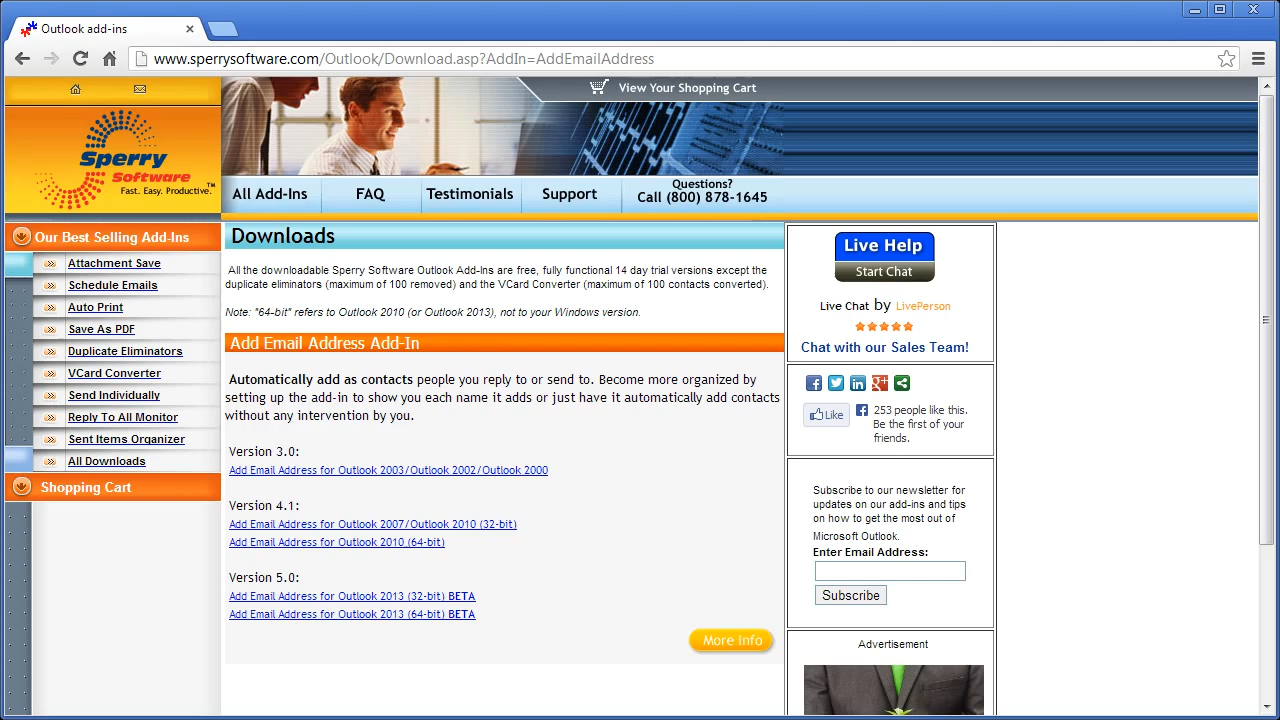 Outlook add-ins
www.sperrysoftware.com/Outlook/Download.asp?AddIn=AddEmailAddress
View Your Shopping Cart
Sperry
Software™
Fast. Easy. Productive.
All Add-Ins
FAQ
Testimonials
Support
Questions?
Call (800) 878-1645
Our Best Selling Add-Ins
Attachment Save
Schedule Emails
Auto Print
Save As PDF
Duplicate Eliminators
VCard Converter
Send Individually
Reply To All Monitor
Sent Items Organizer
All Downloads
Shopping Cart
Downloads
All the downloadable Sperry Software Outlook Add-Ins are free, fully functional 14 day trial versions except the
duplicate eliminators (maximum of 100 removed) and the VCard Converter (maximum of 100 contacts converted).
Note: "64-bit" refers to Outlook 2010 (or Outlook 2013), not to your Windows version.
Add Email Address Add-In
Automatically add as contacts people you reply to or send to. Become more organized by
setting up the add-in to show you each name it adds or just have it automatically add contacts
without any intervention by you.
Version 3.0:
Add Email Address for Outlook 2003/Outlook 2002/Outlook 2000
Version 4.1:
Add Email Address for Outlook 2007/Outlook 2010 (32-bit)
Add Email Address for Outlook 2010 (64-bit)
Version 5.0:
Add Email Address for Outlook 2013 (32-bit) BETA
Add Email Address for Outlook 2013 (64-bit) BETA
More Info
Live Help
Start Chat
Live Chat by LivePerson
Chat with our Sales Team!
Like
253 people like this.
Be the first of your
friends.
Subscribe to our newsletter for
updates on our add-ins and tips
on how to get the most out of
Microsoft Outlook.
Enter Email Address:
Subscribe
Advertisement